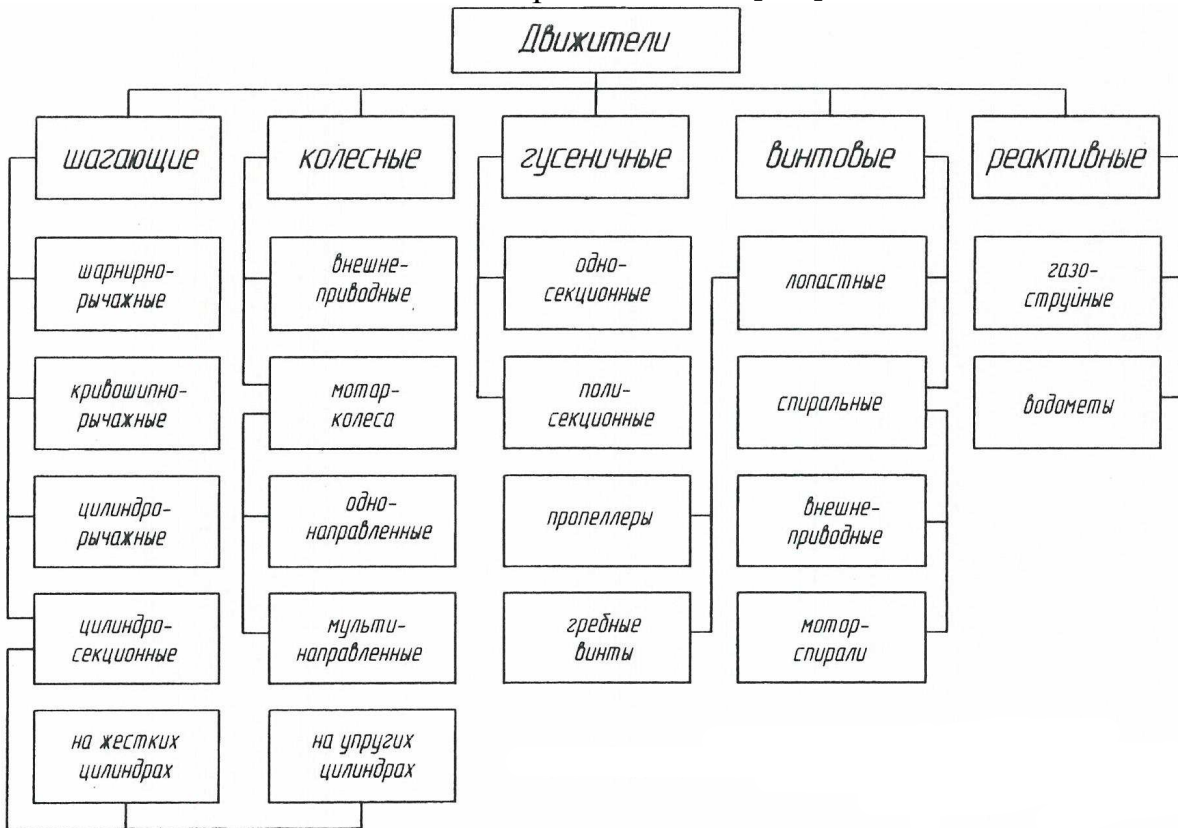 Движители
шагающие
колесные
гусеничные
винтовые
реактивные
шарнирно-
рычажные
внешне-
приводные
одно-
секционные
лопастные
газо-
струйные
кривошипно-
рычажные
мотор-
колеса
поли-
секционные
спиральные
водометы
цилиндро-
рычажные
одно-
направленные
пропеллеры
внешне-
приводные
цилиндро-
секционные
мульти-
направленные
гребные
винты
мотор-
спирали
на жестких
цилиндрах
на упругих
цилиндрах